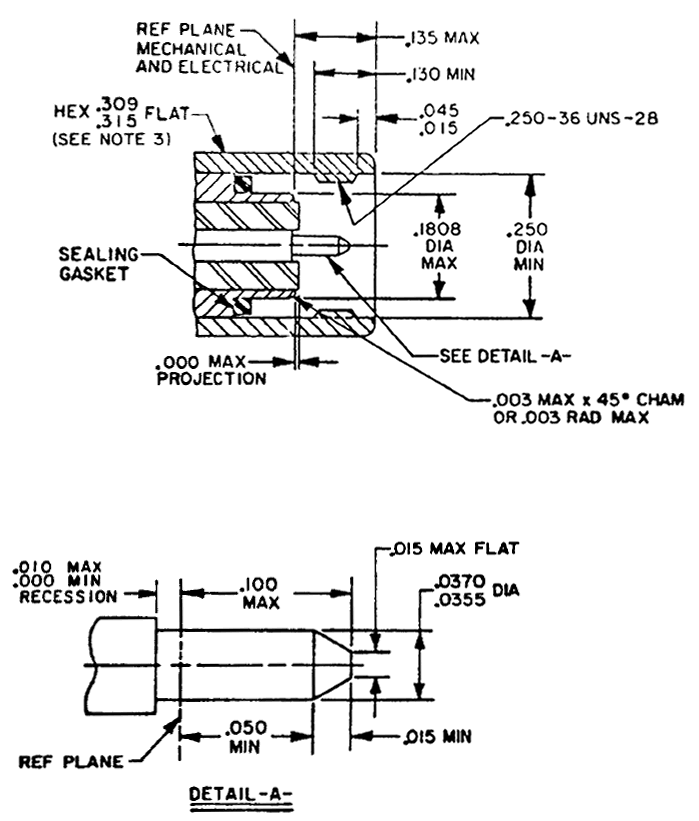 REF PLANE
MECHANICAL
AND ELECTRICAL
.135 MAX
.130 MIN
.045
.015
.250-36 UNS-2B
HEX .309 FLAT
.315
(SEE NOTE 3)
.1808
DIA
MAX
.250
DIA
MIN
SEALING
GASKET
SEE DETAIL -A-
.000 MAX
PROJECTION
.003 MAX x 45° CHAM
OR .003 RAD MAX
.010 MAX
.000 MIN
RECESSION
.100
MAX
.015 MAX FLAT
.0370
.0355 DIA
.050
MIN
.015 MIN
REF PLANE
DETAIL -A-